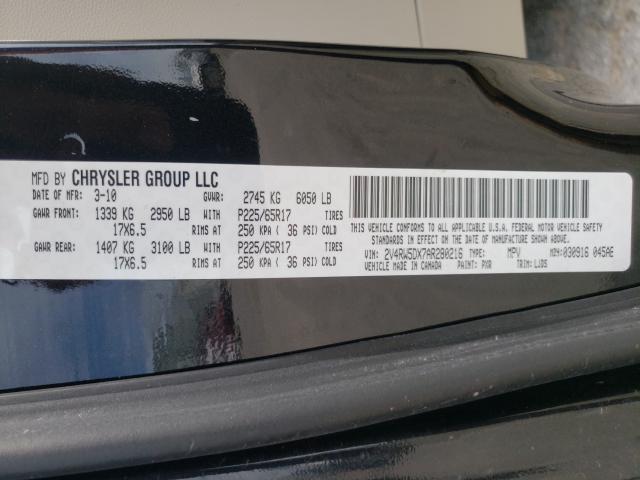 MFD BY CHRYSLER GROUP LLC
DATE OF MFR: 3-10 GVWR: 2745 KG 6050 LB
GAWR FRONT: 1339 KG 2950 LB WITH P225/65R17 TIRES
17X6.5 RIMS AT 250 KPA ( 36 PSI) COLD
GAWR REAR: 1407 KG 3100 LB WITH P225/65R17 TIRES
17X6.5 RIMS AT 250 KPA ( 36 PSI) COLD
THIS VEHICLE CONFORMS TO ALL APPLICABLE U.S.A. FEDERAL MOTOR VEHICLE SAFETY
STANDARDS IN EFFECT ON THE DATE OF MANUFACTURE SHOWN ABOVE.
VIN: 2V4RW5DX7AR280216 TYPE: MPV MDH:030916 045AE
VEHICLE MADE IN CANADA PAINT: PXR TRIM: LJDS